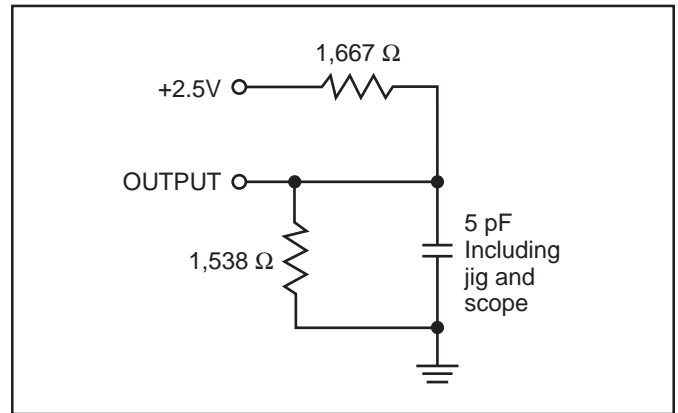 1,667 Ω
+2.5V
OUTPUT
1,538 Ω
5 pF
Including
jig and
scope